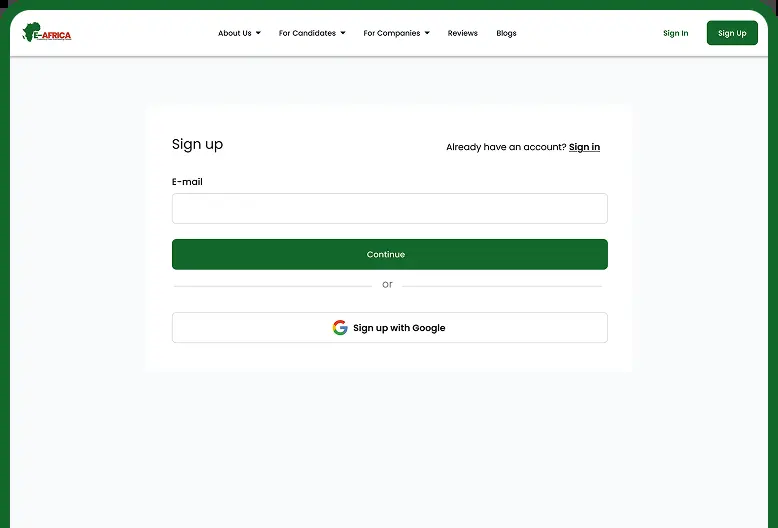 E-AFRICA
About Us
For Candidates
For Companies
Reviews
Blogs
Sign In
Sign Up
Sign up
Already have an account? Sign in
E-mail
Continue
or
Sign up with Google